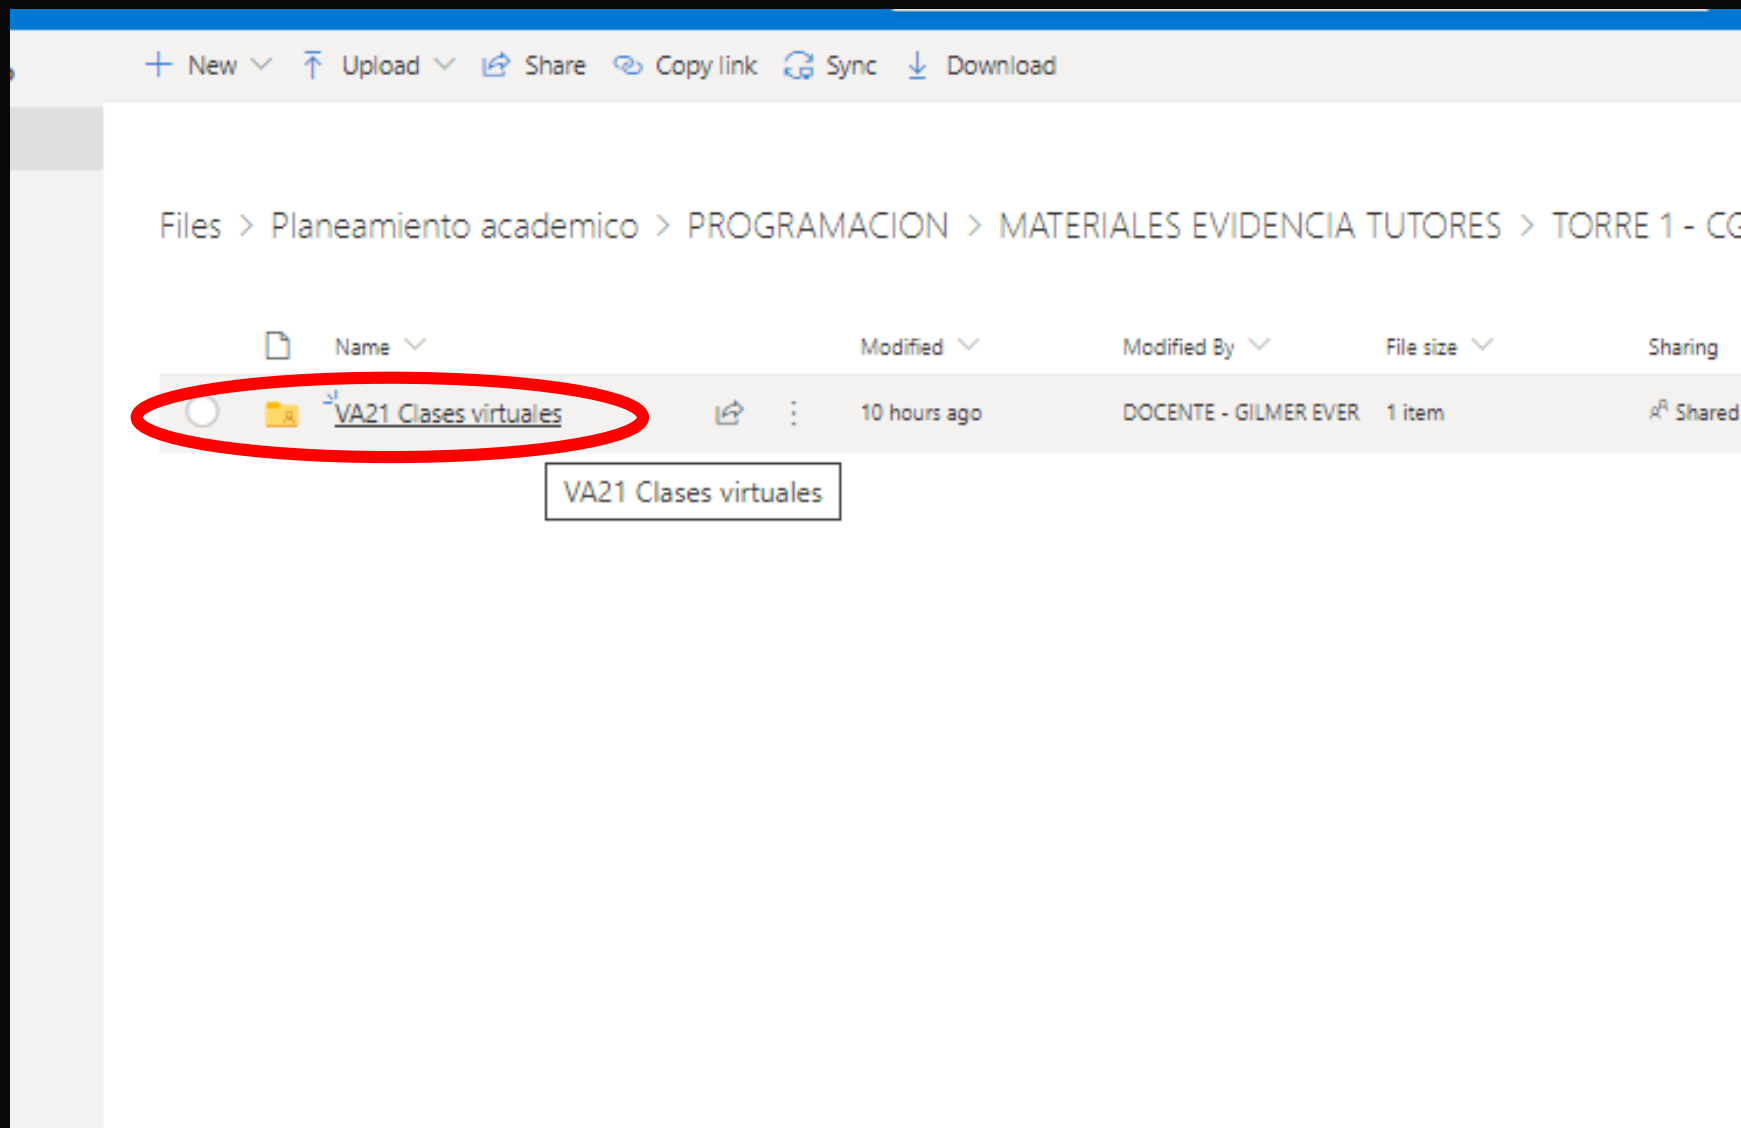 New Upload Share Copy link Sync Download
Files > Planeamiento academico > PROGRAMACION > MATERIALES EVIDENCIA TUTORES > TORRE 1 -
Name Modified Modified By File size Sharing
VA21 Clases virtuales 10 hours ago DOCENTE - GILMER EVER 1 item Shared
VA21 Clases virtuales